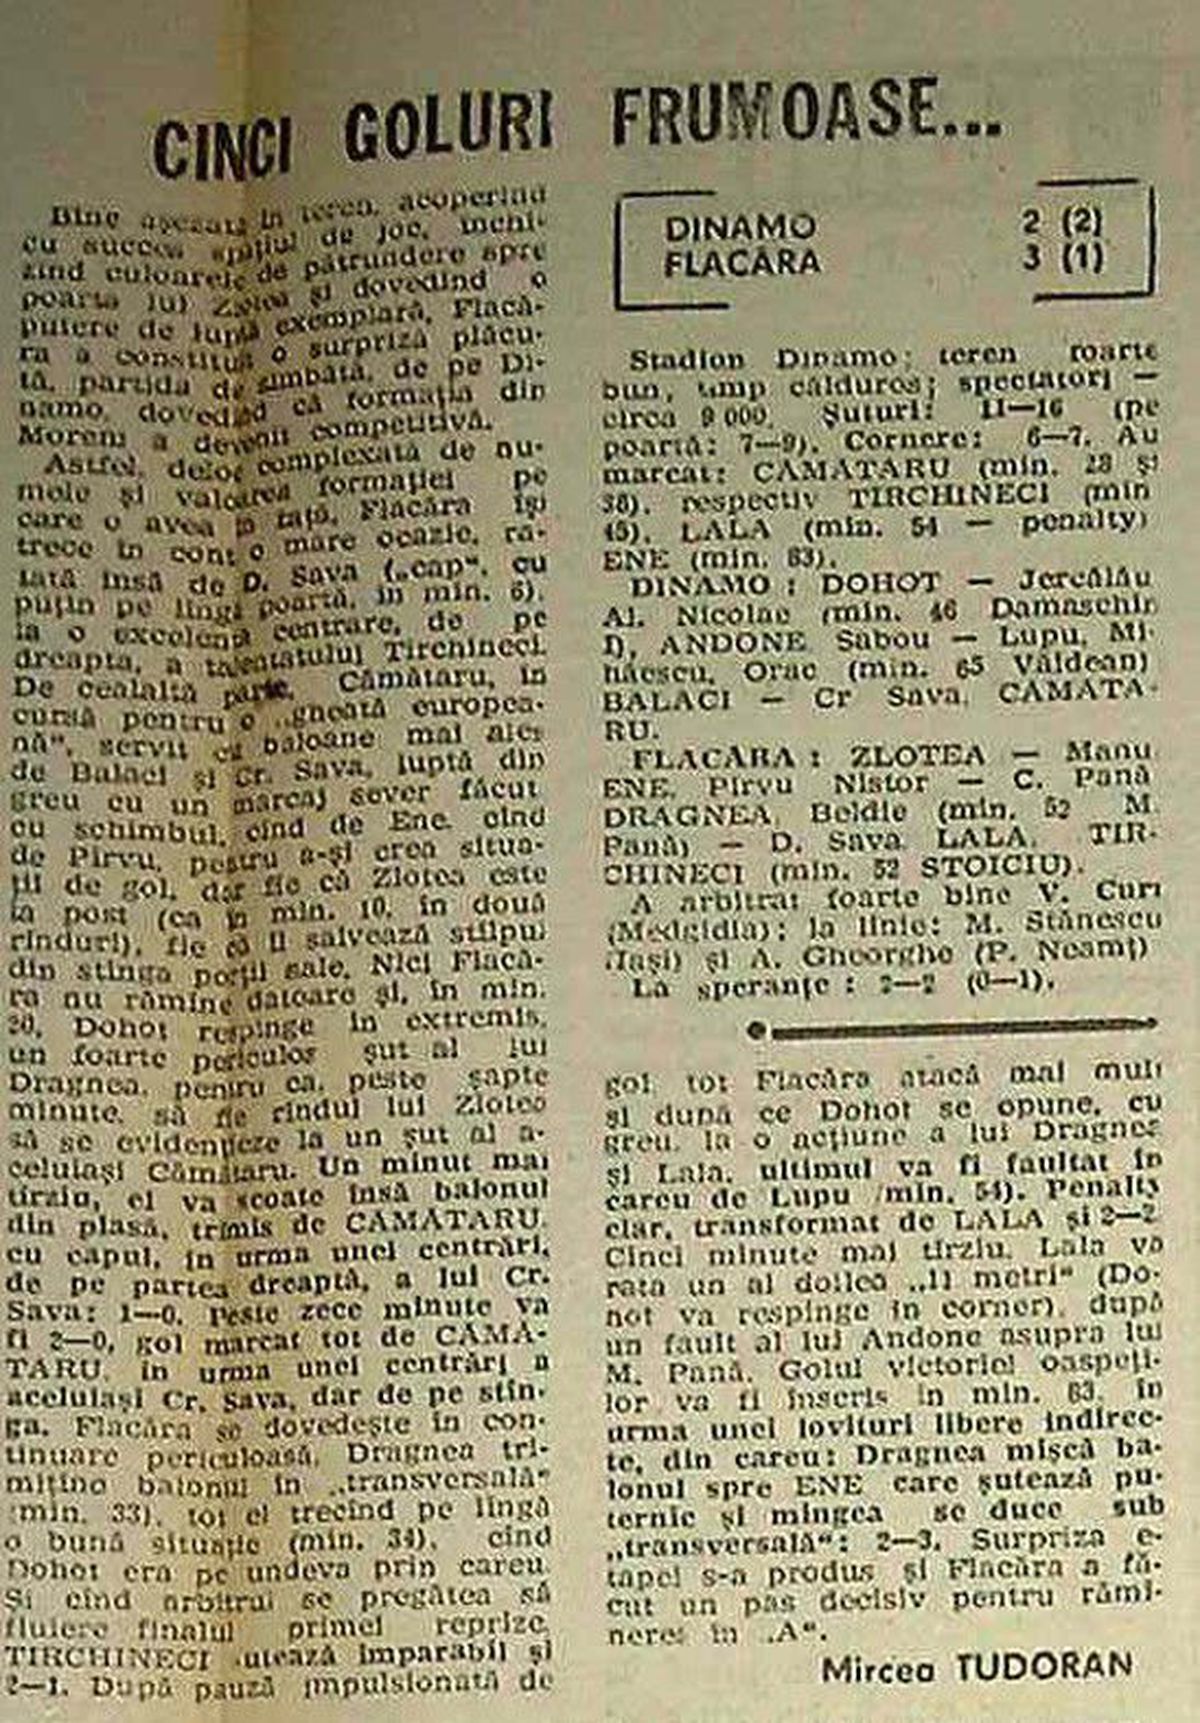 CINCI GOLURI FRUMOASE...
Bine așezată în teren, acoperind
cu succes spațiul de joc, închi-
zînd culoarele de pătrundere spre
poarta lui Zlotea și dovedind o
putere de luptă exemplară, Flacă-
ra a constituit o surpriză plăcu-
tă, partida de sîmbătă, de pe Di-
namo, dovedind că formația din
Moreni a devenit competitivă.
Astfel, deloc complexată de nu-
mele și valoarea formației pe
care o avea în față, Flacăra își
trece în cont o mare ocazie, ra-
tată însă de D. Sava („cap“, cu
puțin pe lîngă poartă, în min. 6),
la o excelentă centrare, de pe
dreapta, a talentatului Tirchineci.
De cealaltă parte, Cămătaru, în
cursă pentru o „gheată europea-
nă“, servit cu baloane mai ales
de Balaci și Cr. Sava, luptă din
greu cu un marcaj sever făcut
cu schimbul, cînd de Ene, cînd
de Pîrvu, pentru a-și crea situa-
ții de gol, dar fie că Zlotea este
la post (ca în min. 10, în două
rînduri), fie că îl salvează stîlpul
din stînga porții sale. Nici Flacă-
ra nu rămîne datoare și, în min.
20, Dohot respinge in extremis,
un foarte periculos șut al lui
Dragnea, pentru ca, peste șapte
minute, să fie rîndul lui Zlotea
să se evidențieze la un șut al a-
celuiași Cămătaru. Un minut mai
tîrziu, el va scoate însă balonul
din plasă, trimis de CAMATARU,
cu capul, în urma unei centrări,
de pe partea dreaptă, a lui Cr.
Sava: 1—0. Peste zece minute va
fi 2—0, gol marcat tot de CAMA-
TARU, în urma unei centrări a
aceluiași Cr. Sava, dar de pe stîn-
ga. Flacăra se dovedește în con-
tinuare periculoasă, Dragnea tri-
mițînd balonul în „transversală“
(min. 33), tot el trecînd pe lîngă
o bună situație (min. 34), cînd
Dohot era pe undeva prin careu.
Și cînd arbitrul se pregătea să
fluiere finalul primei reprize,
TIRCHINECI șutează imparabil și
2—1. După pauză impulsionată de
DINAMO 2 (2)
FLACĂRA 3 (1)
Stadion Dinamo; teren foarte
bun, timp călduros; spectatori —
circa 9 000. Șuturi: 11—16 (pe
poartă: 7—9). Cornere: 6—7. Au
marcat: CAMATARU (min. 28 și
38), respectiv TIRCHINECI (min
45), LALA (min. 54 — penalty)
ENE (min. 83).
DINAMO : DOHOT — Jercălău
Al. Nicolae (min. 46 Damaschin
I), ANDONE Sabou — Lupu, Mi-
hăescu, Orac (min. 65 Văidean)
BALACI — Cr Sava, CAMATA-
RU.
FLACĂRA : ZLOTEA — Manu
ENE, Pîrvu Nistor — C. Pană
DRAGNEA, Beldie (min. 52 M.
Pană) — D. Sava LALA, TIR-
CHINECI (min. 52 STOICIU).
A arbitrat foarte bine V. Curt
(Medgidia); la linie: M. Stănescu
(Iași) și A. Gheorghe (P. Neamț)
La speranțe : 2—2 (0—1).
gol tot Flacăra atacă mai mult
și după ce Dohot se opune, cu
greu, la o acțiune a lui Dragnea
și Lala, ultimul va fi faultat în
careu de Lupu (min. 54). Penalty
clar, transformat de LALA și 2—2.
Cinci minute mai tîrziu, Lala va
rata un al doilea „11 metri“ (Do-
hot va respinge în corner), după
un fault al lui Andone asupra lui
M. Pană. Golul victoriei oaspeți-
lor va fi înscris în min. 83, în
urma unei lovituri libere indirec-
te, din careu: Dragnea mișcă ba-
lonul spre ENE care șutează pu-
ternic și mingea se duce sub
„transversală“: 2—3. Surpriza e-
tapei s-a produs și Flacăra a fă-
cut un pas decisiv pentru rămî-
nerea în „A“.
Mircea TUDORAN